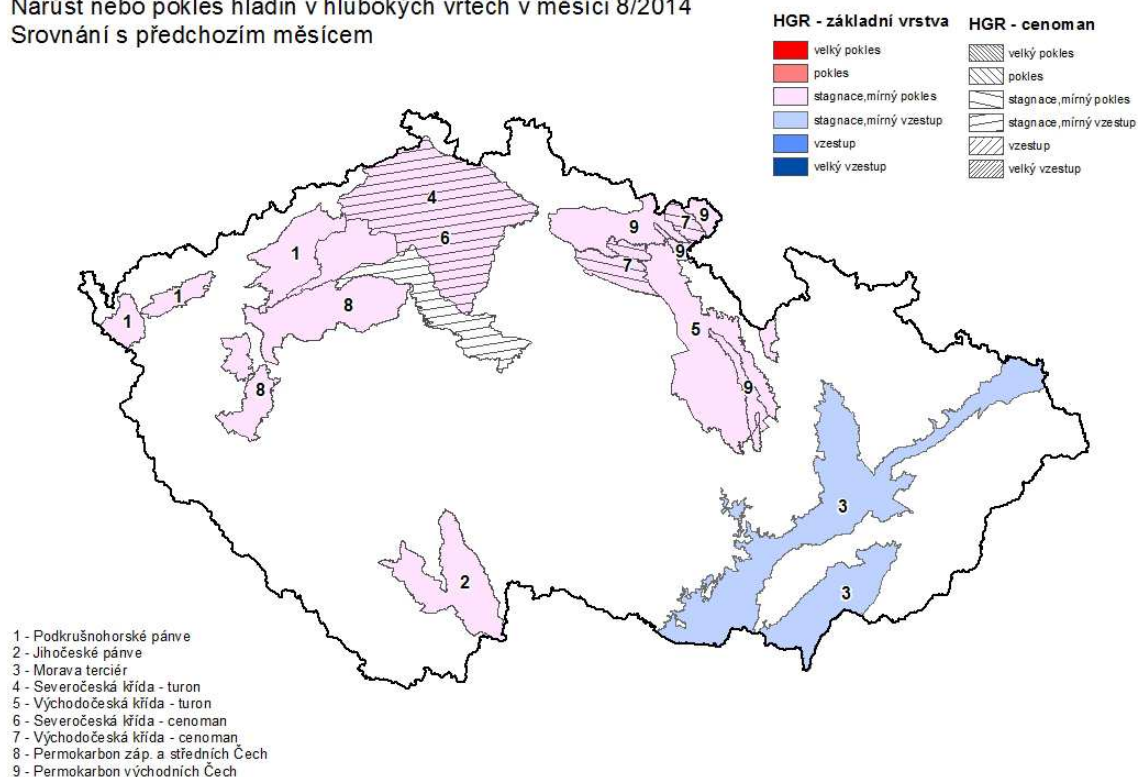 Nárůst nebo pokles hladin v hlubokých vrtech v měsíci 8/2014
Srovnání s předchozím měsícem
HGR - základní vrstva
velký pokles
pokles
stagnace,mírný pokles
stagnace,mírný vzestup
vzestup
velký vzestup
HGR - cenoman
velký pokles
pokles
stagnace,mírný pokles
stagnace,mírný vzestup
vzestup
velký vzestup
4
9
7
9
1
6
9
7
1
8
1
5
8
9
3
2
3
1 - Podkrušnohorské pánve
2 - Jihočeské pánve
3 - Morava terciér
4 - Severočeská křída - turon
5 - Východočeská křída - turon
6 - Severočeská křída - cenoman
7 - Východočeská křída - cenoman
8 - Permokarbon záp. a středních Čech
9 - Permokarbon východních Čech